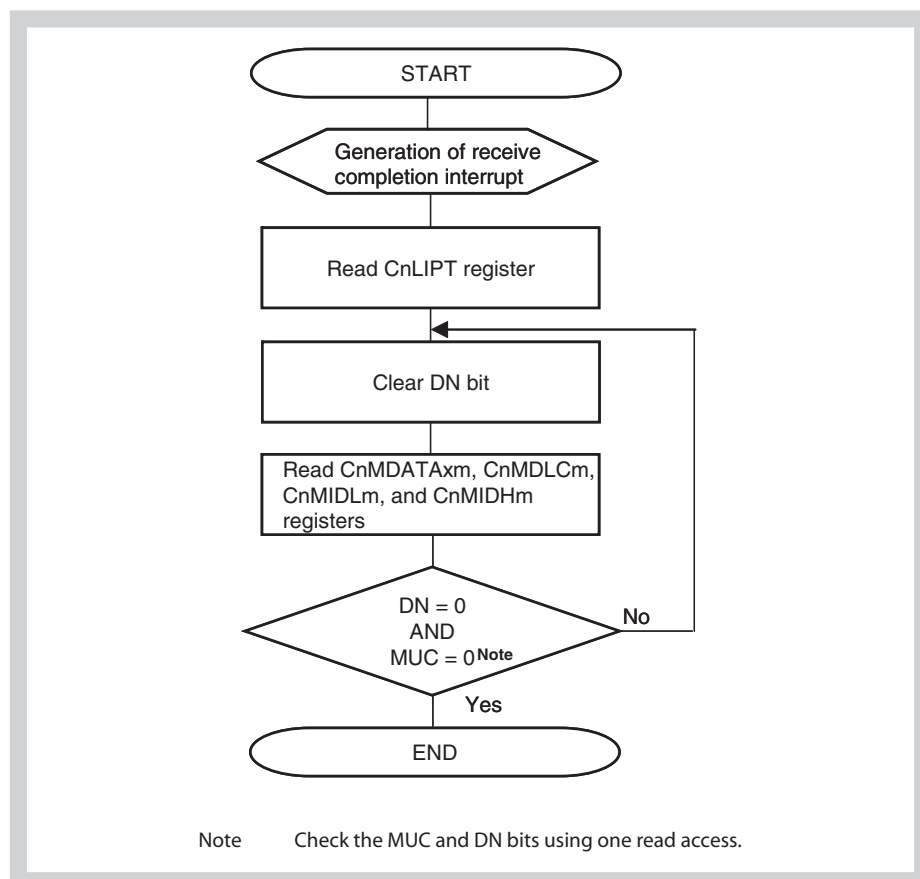 START
Generation of receive
completion interrupt
Read CnLIPT register
Clear DN bit
Read CnMDATAxm, CnMDLCm,
CnMIDLm, and CnMIDHm
registers
DN = 0
AND
MUC = 0Note
No
Yes
END
Note Check the MUC and DN bits using one read access.